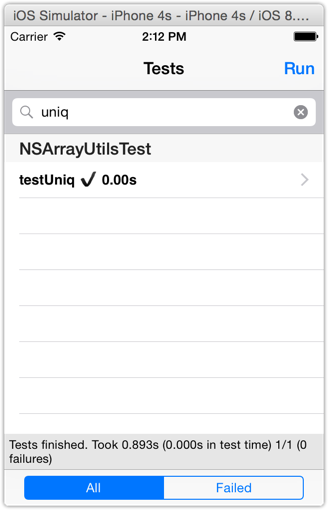 iOS Simulator - iPhone 4s - iPhone 4s / iOS 8....
Carrier 2:12 PM
Tests Run
uniq
NSArrayUtilsTest
testUniq ✔ 0.00s
Tests finished. Took 0.893s (0.000s in test time) 1/1 (0
failures)
All Failed